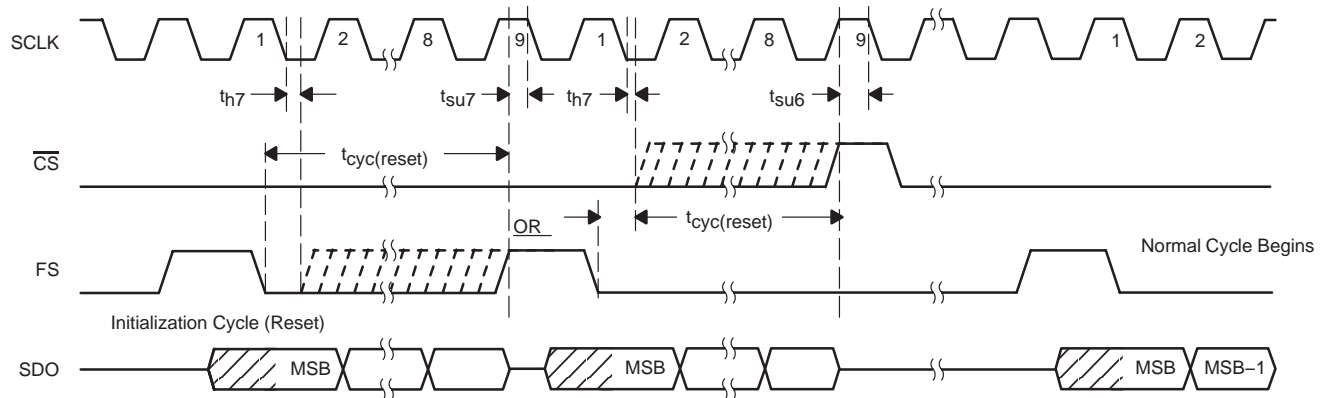 SCLK
1 2 8 9 1 2 8 9 1 2
th7 tsu7 th7 tsu6
CS
tcyc(reset)
OR
tcyc(reset)
FS
Normal Cycle Begins
Initialization Cycle (Reset)
SDO
MSB MSB MSB MSB–1